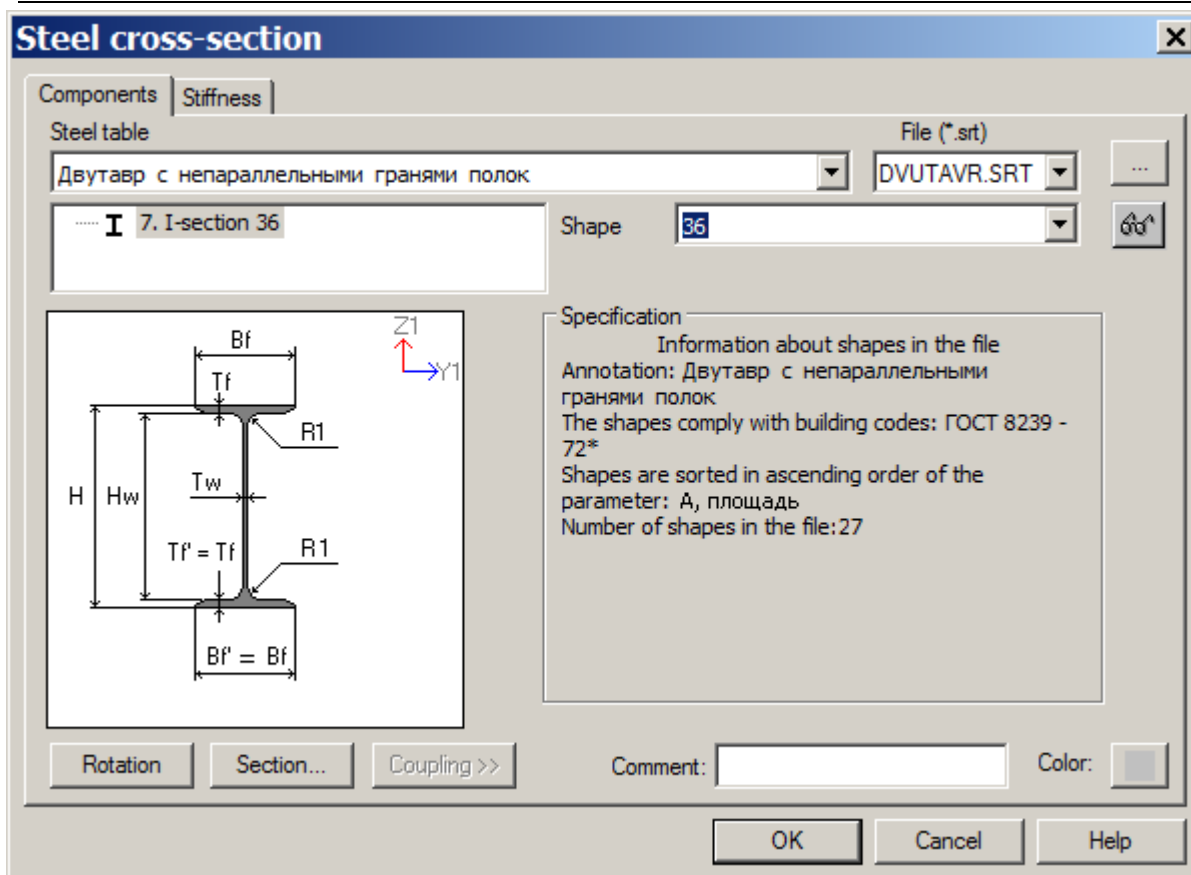 Steel cross-section
Components
Stiffness
Steel table
File (*.srt)
Двутавр с непараллельными гранями полок
DVUTAVR.SRT
...
7. I-section 36
Shape
36
Bf
Z1
Y1
Tf
R1
H
Hw
Tw
Tf' = Tf
R1
Bf' = Bf
Specification
Information about shapes in the file
Annotation: Двутавр с непараллельными
гранями полок
The shapes comply with building codes: ГОСТ 8239 -
72*
Shapes are sorted in ascending order of the
parameter: А, площадь
Number of shapes in the file:27
Rotation
Section...
Coupling >>
Comment:
Color:
OK
Cancel
Help